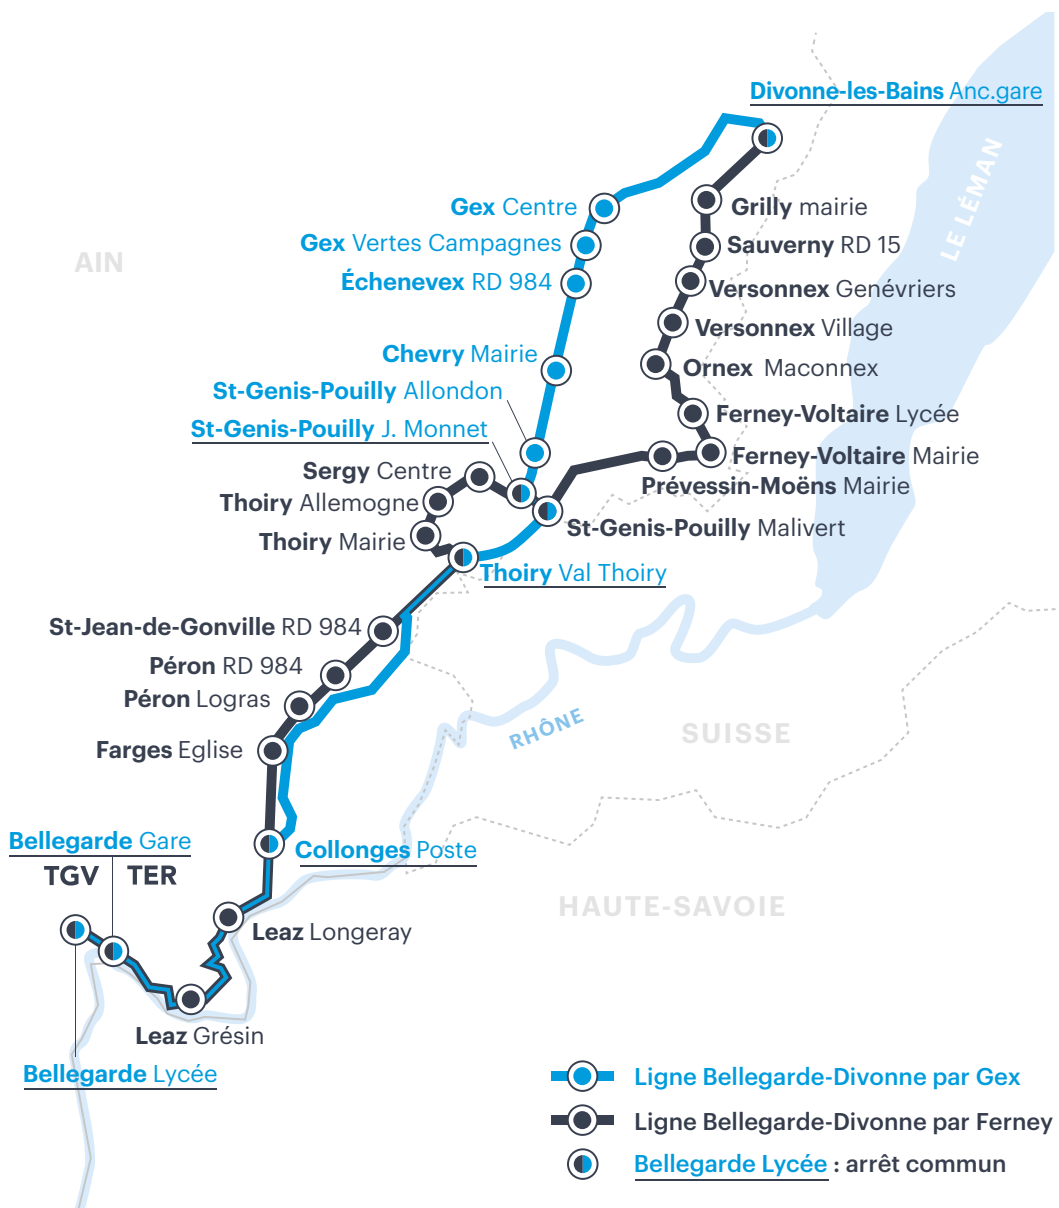 Divonne-les-Bains Anc.gare
LE LÉMAN
Gex Centre
Grilly mairie
Gex Vertes Campagnes
Sauverny RD 15
AIN
Échenevex RD 984
Versonnex Genévriers
Versonnex Village
Chevry Mairie
Ornex Maconnex
St-Genis-Pouilly Allondon
Ferney-Voltaire Lycée
St-Genis-Pouilly J. Monnet
Ferney-Voltaire Mairie
Sergy Centre
Prévessin-Moëns Mairie
Thoiry Allemogne
St-Genis-Pouilly Malivert
Thoiry Mairie
Thoiry Val Thoiry
St-Jean-de-Gonville RD 984
Péron RD 984
Péron Logras
RHÔNE
SUISSE
Farges Eglise
Bellegarde Gare
Collonges Poste
TGV TER
HAUTE-SAVOIE
Leaz Longeray
Leaz Grésin
Bellegarde Lycée
Ligne Bellegarde-Divonne par Gex
Ligne Bellegarde-Divonne par Ferney
Bellegarde Lycée : arrêt commun